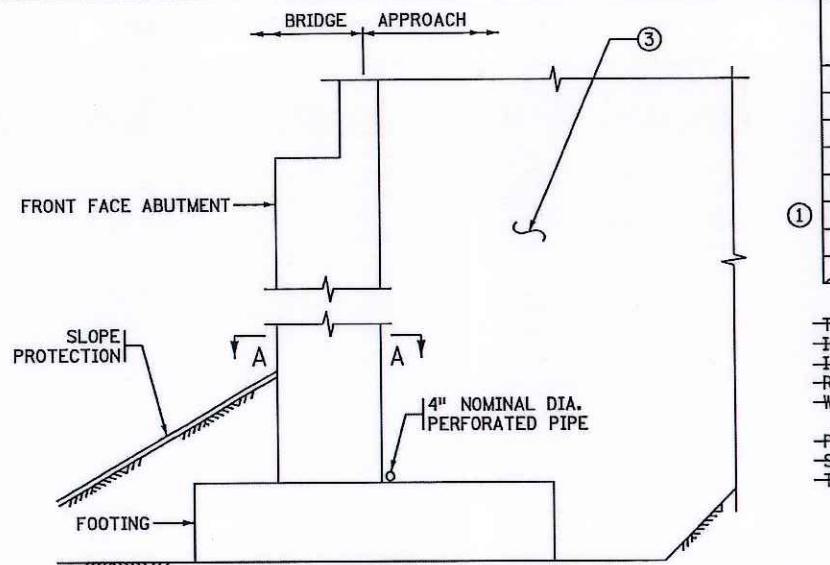 BRIDGE APPROACH
③
FRONT FACE ABUTMENT
①
SLOPE
PROTECTION
A A
4" NOMINAL DIA.
PERFORATED PIPE
FOOTING